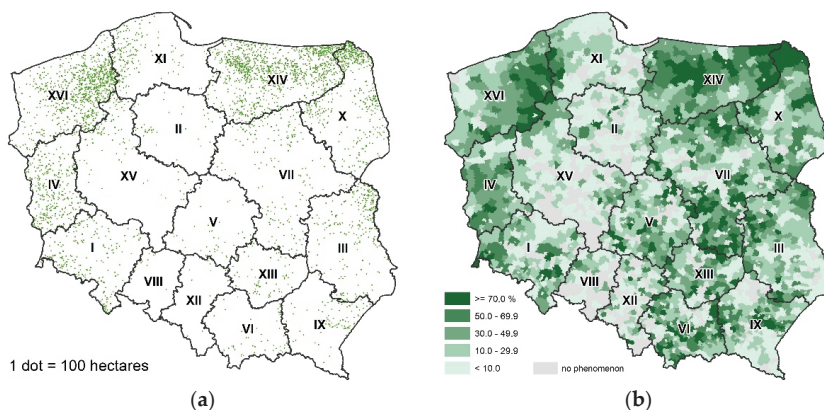 XI
XVI
XIV
X
II
IV
XV
VII
V
I
III
VIII
XIII
XII
VI
IX
1 dot = 100 hectares
(a)
XI
XVI
XIV
X
II
IV
XV
VII
V
I
III
VIII
XIII
XII
VI
IX
>= 70.0 %
50.0 - 69.9
30.0 - 49.9
10.0 - 29.9
< 10.0
no phenomenon
(b)